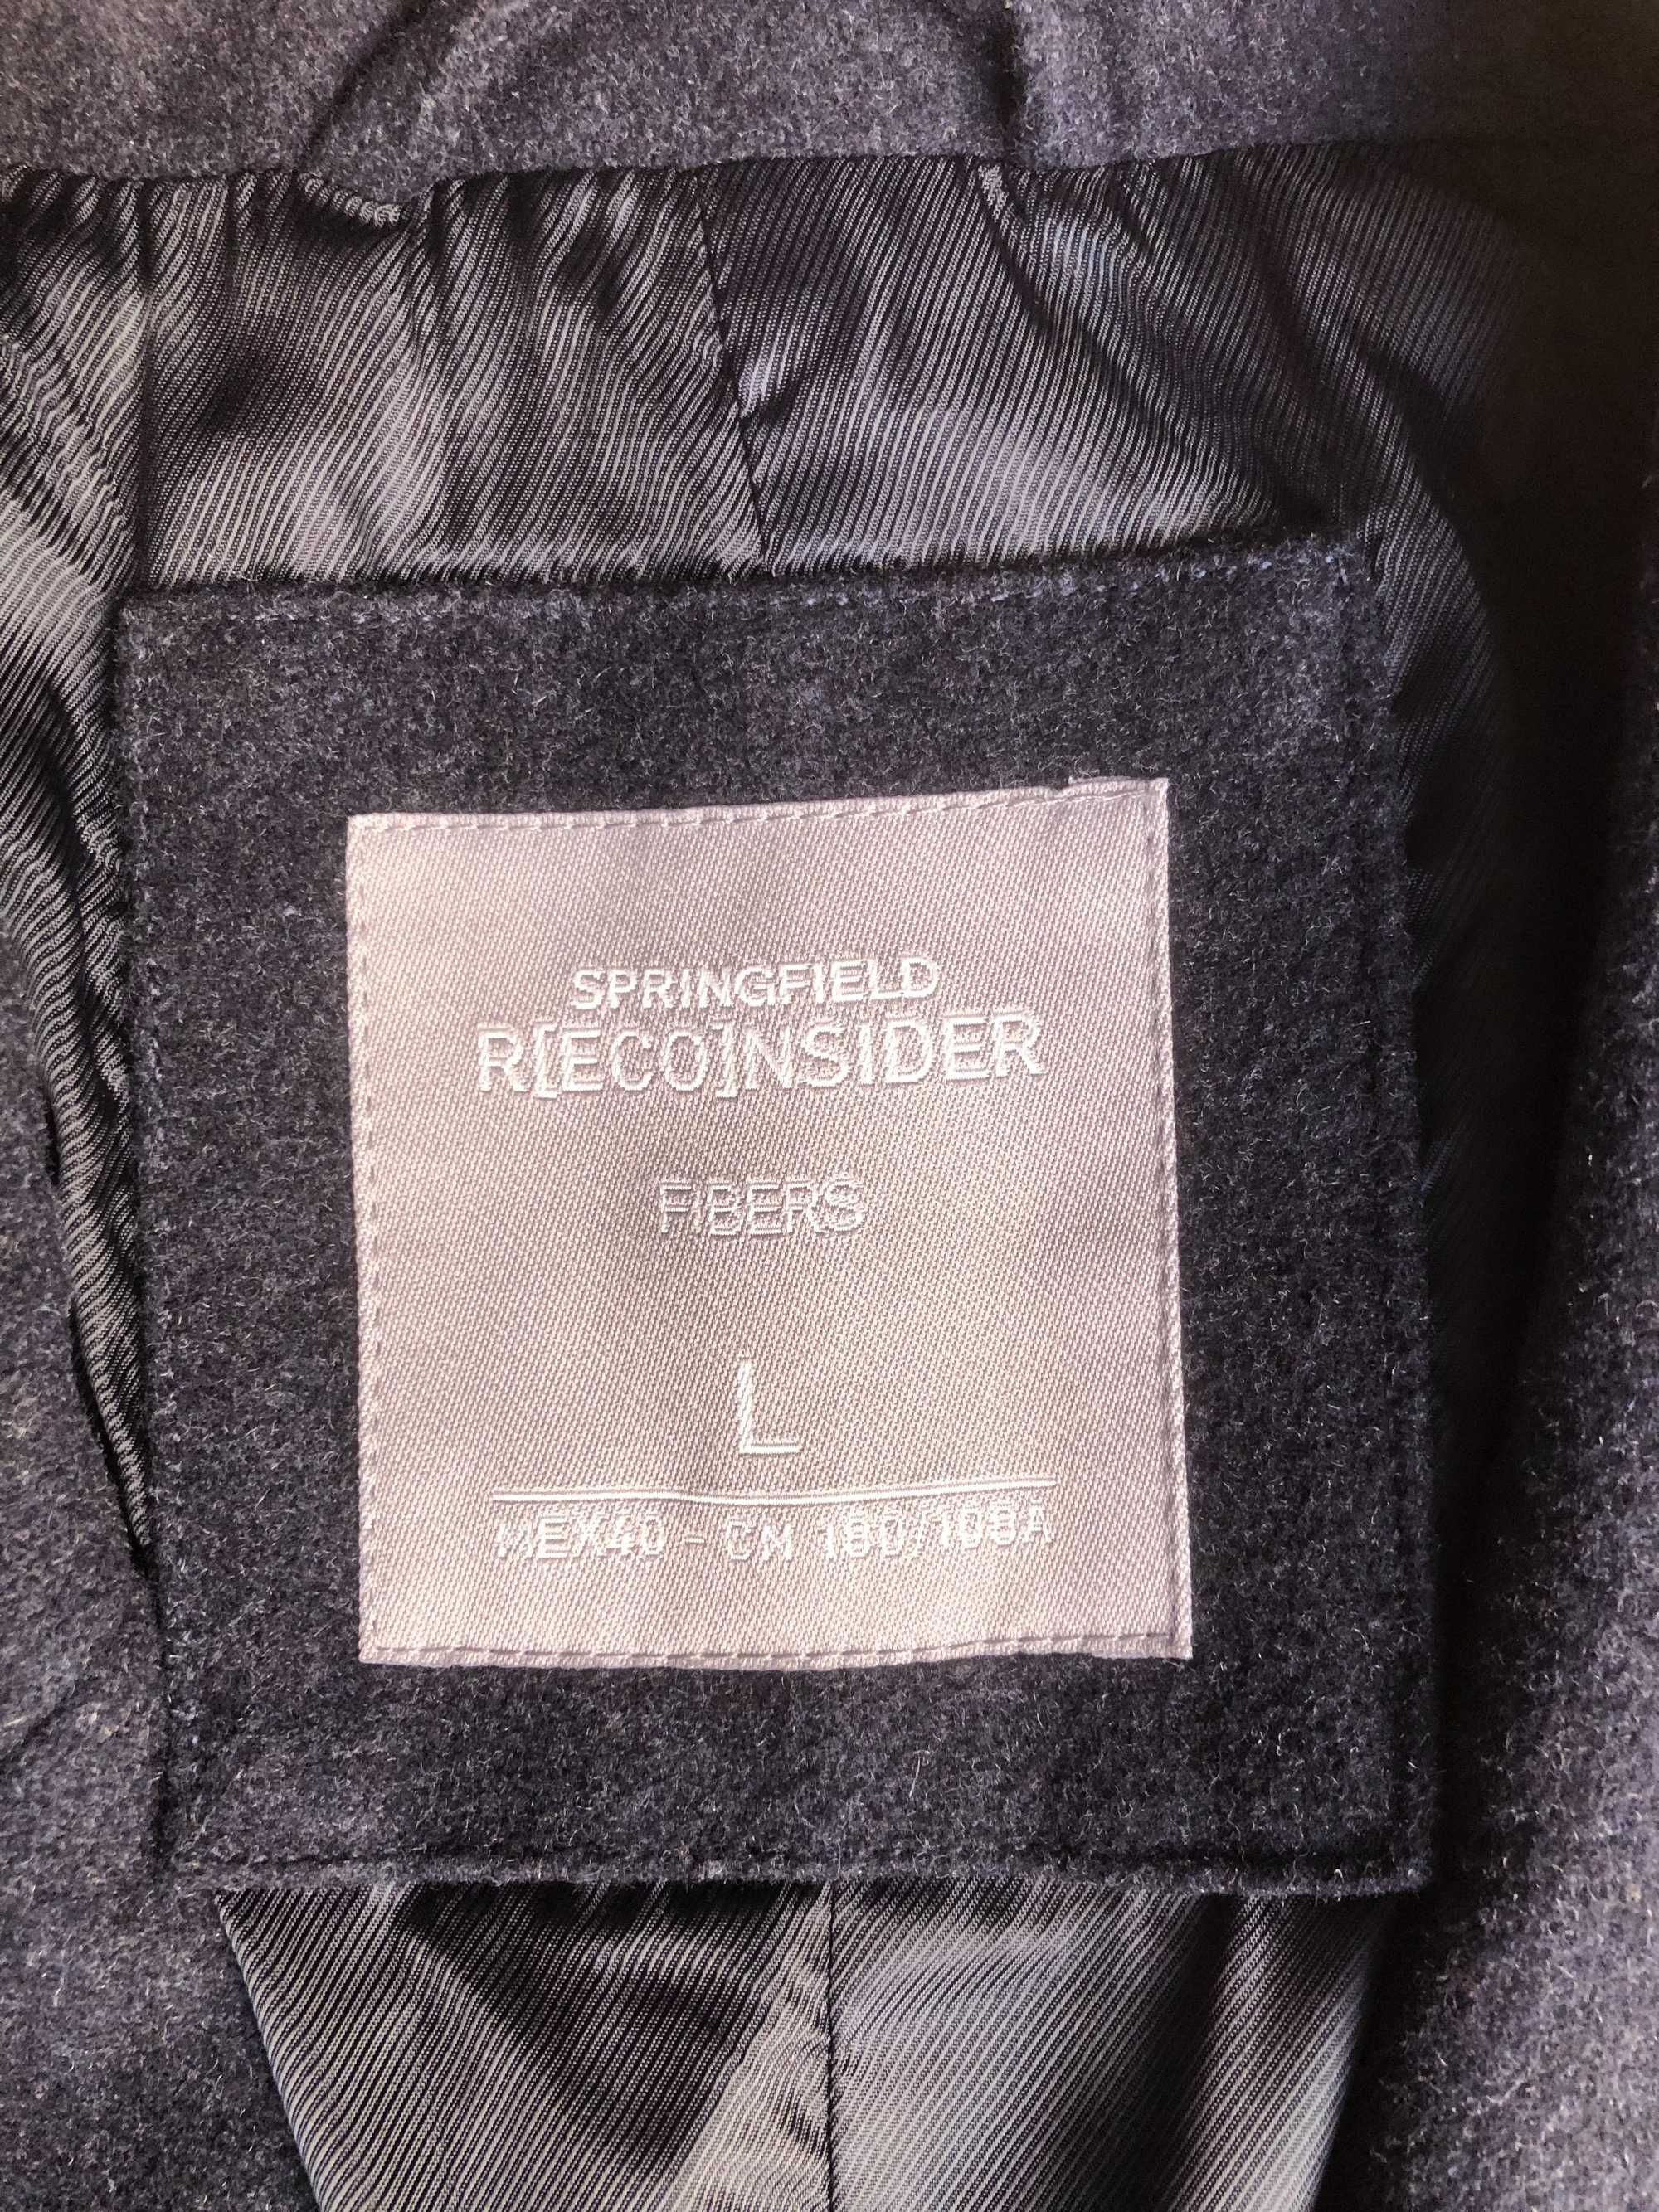 SPRINGFIELD
R[ECO]NSIDER
FIBERS
L
MEX40 - CN 180/108A